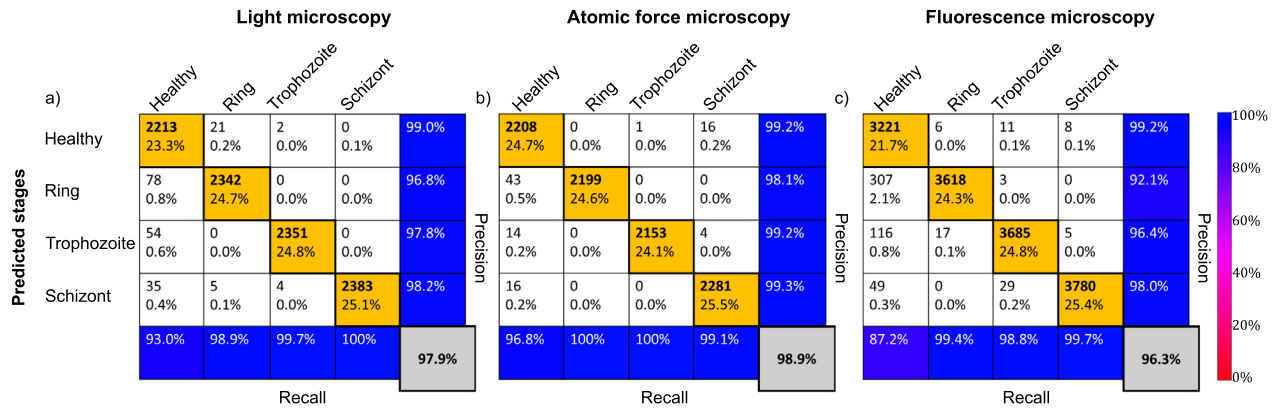 Light microscopy
Atomic force microscopy
Fluorescence microscopy
a)
Healthy
Ring
Trophozoite
Schizont
b)
Healthy
Ring
Trophozoite
Schizont
c)
Healthy
Ring
Trophozoite
Schizont
Predicted stages
Healthy
Ring
Trophozoite
Schizont
2213 21 2 0 99.0%
23.3% 0.2% 0.0% 0.1%
78 2342 0 0 96.8%
0.8% 24.7% 0.0% 0.0%
54 0 2351 0 97.8%
0.6% 0.0% 24.8% 0.0%
35 5 4 2383 98.2%
0.4% 0.1% 0.0% 25.1%
93.0% 98.9% 99.7% 100%
97.9%
Recall
Precision
2208 0 1 16 99.2%
24.7% 0.0% 0.0% 0.2%
43 2199 0 0 98.1%
0.5% 24.6% 0.0% 0.0%
14 0 2153 4 99.2%
0.2% 0.0% 24.1% 0.0%
16 0 0 2281 99.3%
0.2% 0.0% 0.0% 25.5%
96.8% 100% 100% 99.1%
98.9%
Recall
Precision
3221 6 11 8 99.2%
21.7% 0.0% 0.1% 0.1%
307 3618 3 0 92.1%
2.1% 24.3% 0.0% 0.0%
116 17 3685 5 96.4%
0.8% 0.1% 24.8% 0.0%
49 0 29 3780 98.0%
0.3% 0.0% 0.2% 25.4%
87.2% 99.4% 98.8% 99.7%
96.3%
Recall
Precision
100%
80%
60%
40%
20%
0%